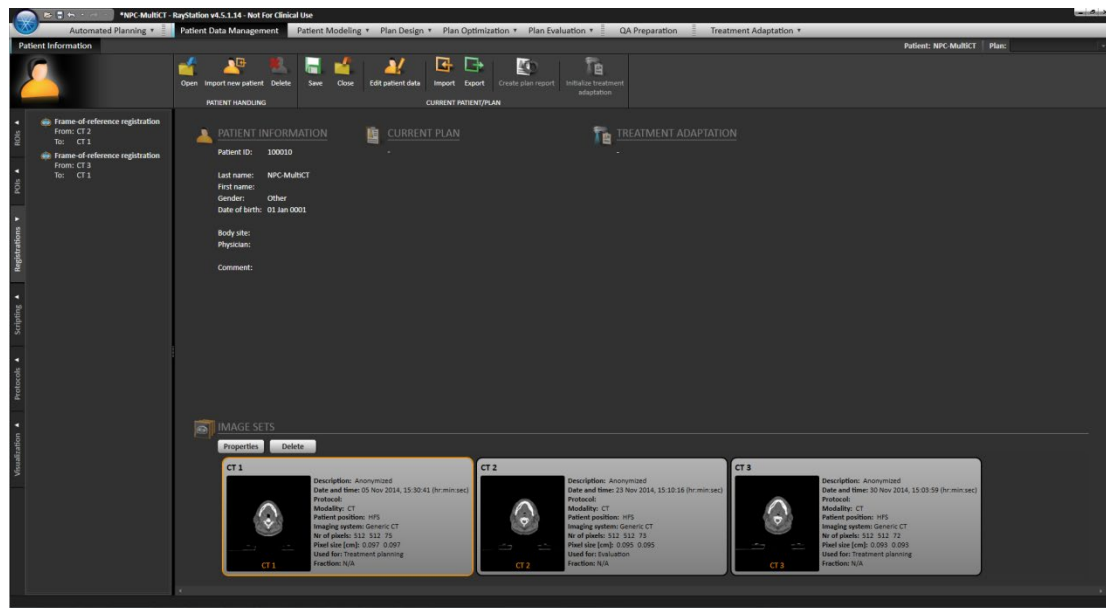 *NPC-MultiCT - RayStation v4.5.1.14 - Not For Clinical Use
Automated Planning Patient Data Management Patient Modeling Plan Design Plan Optimization Plan Evaluation QA Preparation Treatment Adaptation
Patient Information Patient: NPC-MultiCT Plan:
Open Import new patient Delete Save Close Edit patient data Import Export Create plan report Initialize treatment
adaptation
PATIENT HANDLING CURRENT PATIENT/PLAN
ROIs
POIs
Registrations
Scripting
Protocols
Visualization
Frame-of-reference registration
From: CT 2
To: CT 1
Frame-of-reference registration
From: CT 3
To: CT 1
PATIENT INFORMATION
Patient ID: 100010
Last name: NPC-MultiCT
First name:
Gender: Other
Date of birth: 01 Jan 0001
Body site:
Physician:
Comment:
CURRENT PLAN
-
TREATMENT ADAPTATION
-
IMAGE SETS
Properties Delete
CT 1
Description: Anonymized
Date and time: 05 Nov 2014, 15:30:41 (hr:min:sec)
Protocol:
Modality: CT
Patient position: HFS
Imaging system: Generic CT
Nr of pixels: 512 512 75
Pixel size [cm]: 0.097 0.097
Used for: Treatment planning
Fraction: N/A
CT 1
CT 2
Description: Anonymized
Date and time: 23 Nov 2014, 15:10:16 (hr:min:sec)
Protocol:
Modality: CT
Patient position: HFS
Imaging system: Generic CT
Nr of pixels: 512 512 73
Pixel size [cm]: 0.095 0.095
Used for: Evaluation
Fraction: N/A
CT 2
CT 3
Description: Anonymized
Date and time: 30 Nov 2014, 15:03:59 (hr:min:sec)
Protocol:
Modality: CT
Patient position: HFS
Imaging system: Generic CT
Nr of pixels: 512 512 72
Pixel size [cm]: 0.093 0.093
Used for: Treatment planning
Fraction: N/A
CT 3